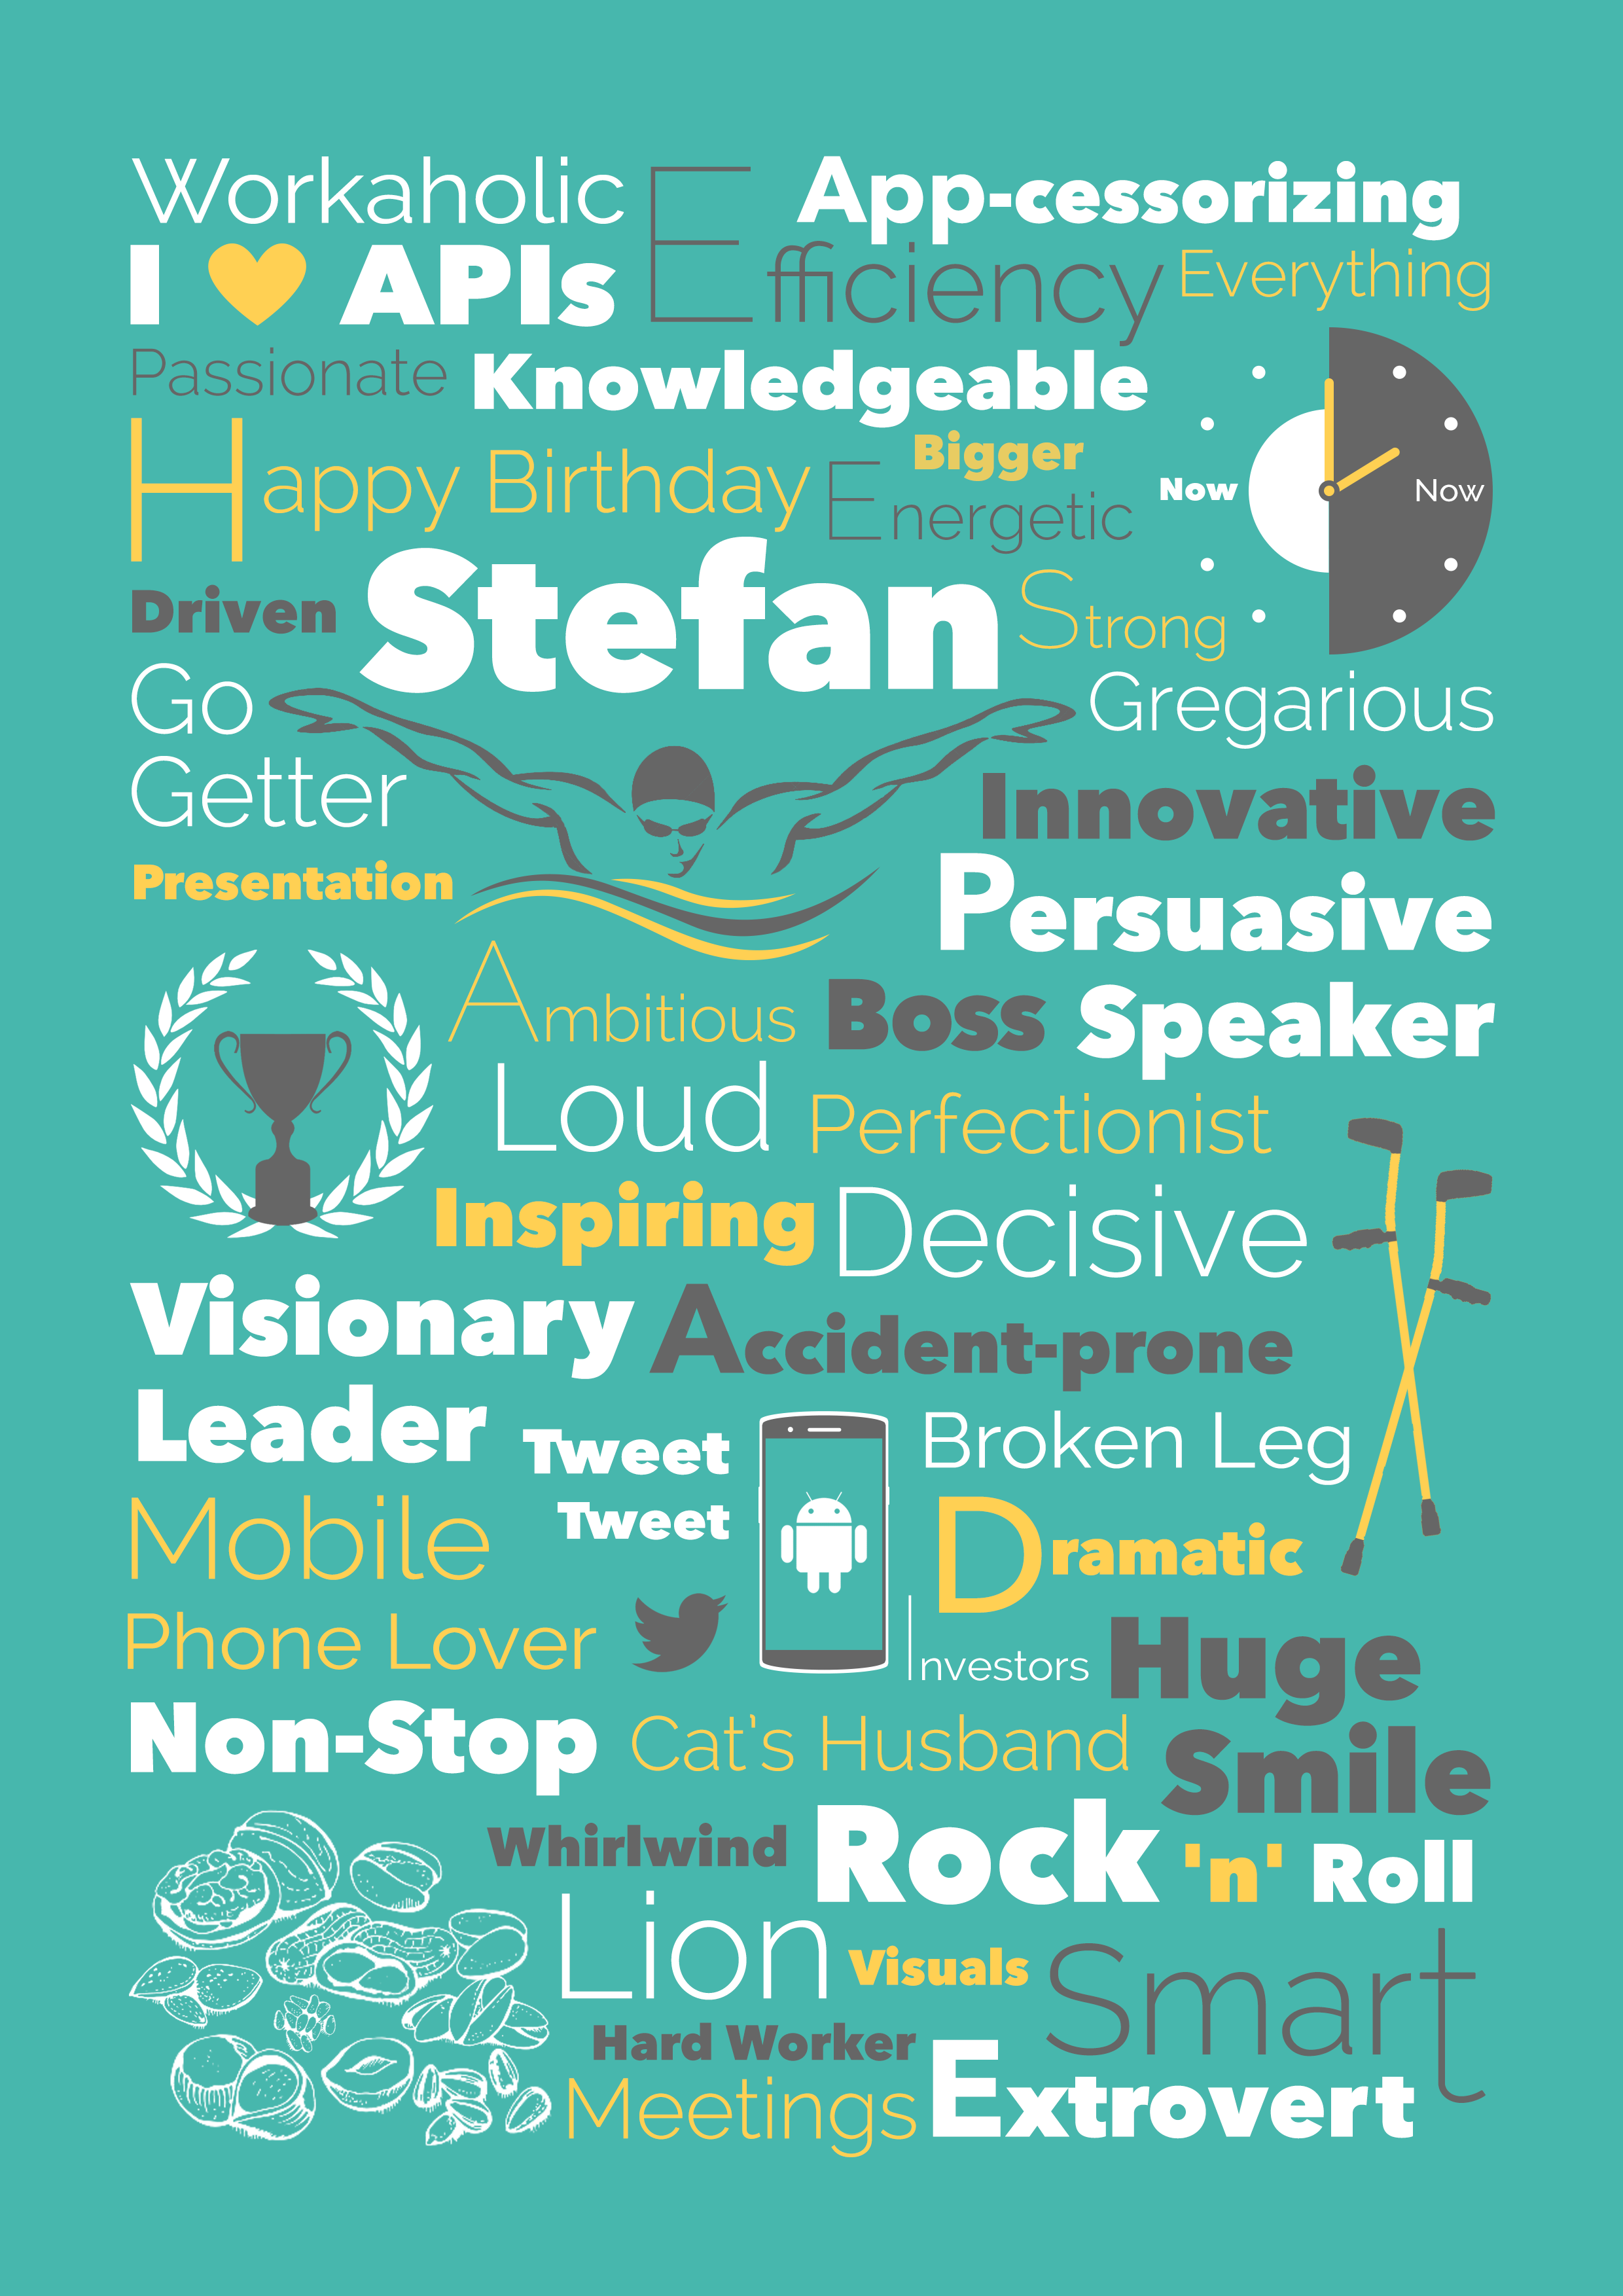 Workaholic
App-cessorizing
I APIs
Efficiency
Everything
Passionate
Knowledgeable
Happy Birthday
Bigger
Energetic
Now
Now
Driven
Stefan
Strong
Go
Getter
Gregarious
Innovative
Presentation
Persuasive
Ambitious
Boss
Speaker
Loud
Perfectionist
Inspiring
Decisive
Visionary
Accident-prone
Leader
Tweet
Tweet
Broken Leg
Mobile
Dramatic
Phone Lover
Investors
Huge
Smile
Non-Stop
Cat's Husband
Whirlwind
Rock 'n' Roll
Lion
Visuals
Smart
Hard Worker
Meetings
Extrovert